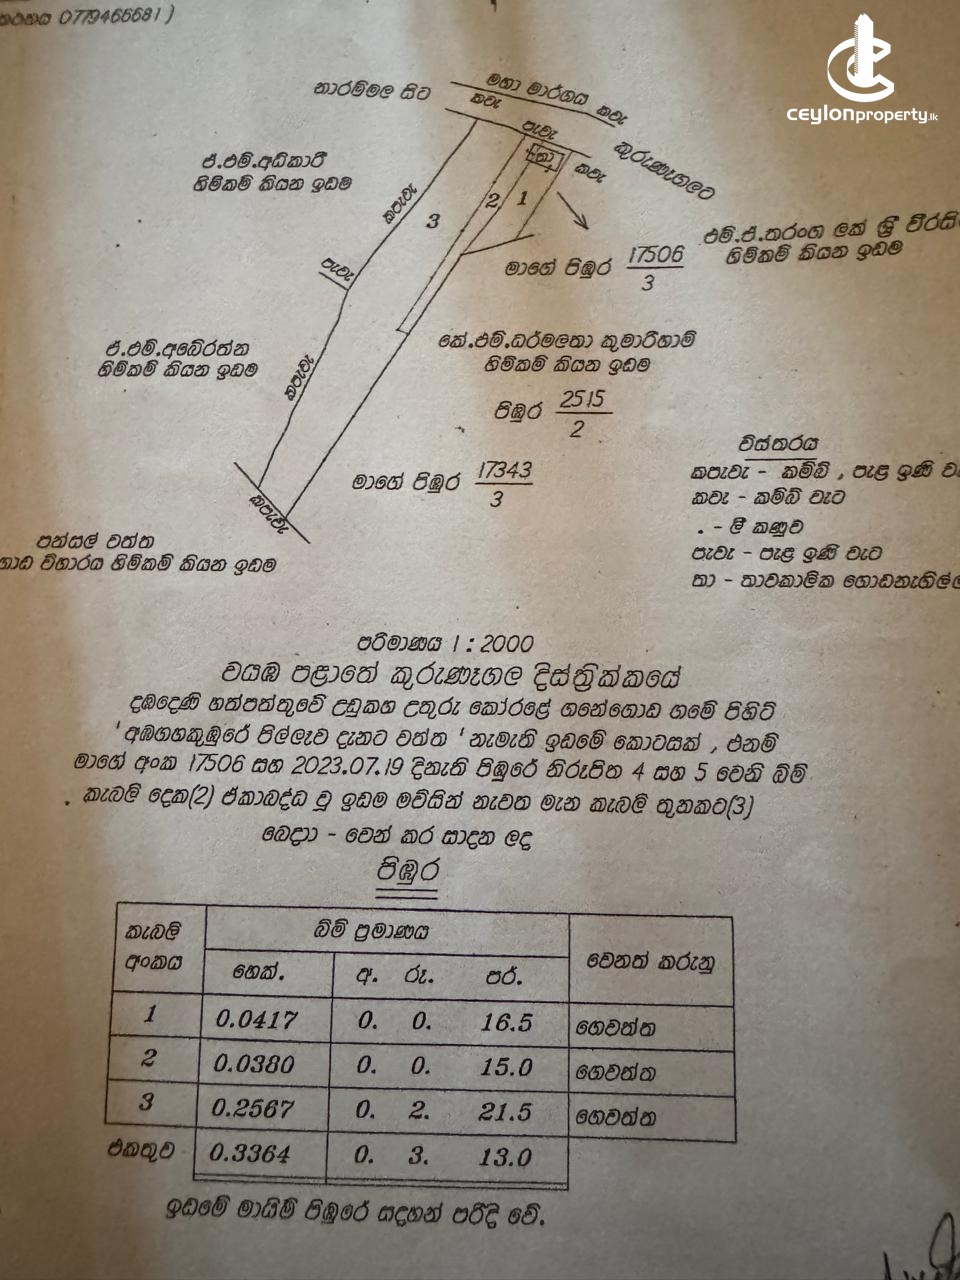 0779466681)
ceylonproperty.lk
නාරම්මල සිට
මහා මාර්ගය
කවැ
කවැ
පැවැ
තා
කවැ
කුරුණෑගලට
ඒ.එම්.අධිකාරී
හිමිකම් කියන ඉඩම
කපැවැ
3
2
1
එම්.ඒ.තරංග ලක් ශ්‍රී
හිමිකම් කියන ඉඩම
මාගේ පිඹුර 17506
3
පැවැ
ඒ.එම්.අබේරත්න
හිමිකම් කියන ඉඩම
කපැවැ
කේ.එම්.ධර්මලතා කුමාරිහාමි
හිමිකම් කියන ඉඩම
පිඹුර 2515
2
මාගේ පිඹුර 17343
3
කපැවැ
පන්සල් වත්ත
විහාරය හිමිකම් කියන ඉඩම
විස්තරය
කපැවැ - කම්බි , පැළ ඉණි
කවැ - කම්බි වැට
. - ලී කණුව
පැවැ - පැළ ඉණි වැට
තා - තාවකාලික
පරිමාණය 1 : 2000
වයඹ පළාතේ කුරුණෑගල දිස්ත්‍රික්කයේ
දඹදෙණි හත්පත්තුවේ උඩුකහ උතුරු කෝරළේ ගනේගොඩ ගමේ පිහිටි
'අඹගහකුඹුරේ පිල්ලෑව දැනට වත්ත ' නැමැති ඉඩමේ කොටසක් , එනම්
මාගේ අංක 17506 සහ 2023.07.19 දිනැති පිඹුරේ නිරූපිත 4 සහ 5 වෙනි බිම්
කැබලි දෙක(2) ඒකාබද්ධ වූ ඉඩම මවිසින් නැවත මැන කැබලි තුනකට(3)
බෙදා - වෙන් කර සාදන ලද
පිඹුර
කැබලි අංකය බිම් ප්‍රමාණය වෙනත් කරුනු
හෙක්. අ. රූ. පර්.
1 0.0417 0. 0. 16.5 ගෙවත්ත
2 0.0380 0. 0. 15.0 ගෙවත්ත
3 0.2567 0. 2. 21.5 ගෙවත්ත
එකතුව 0.3364 0. 3. 13.0
ඉඩමේ මායිම් පිඹුරේ සඳහන් පරිදි වේ.